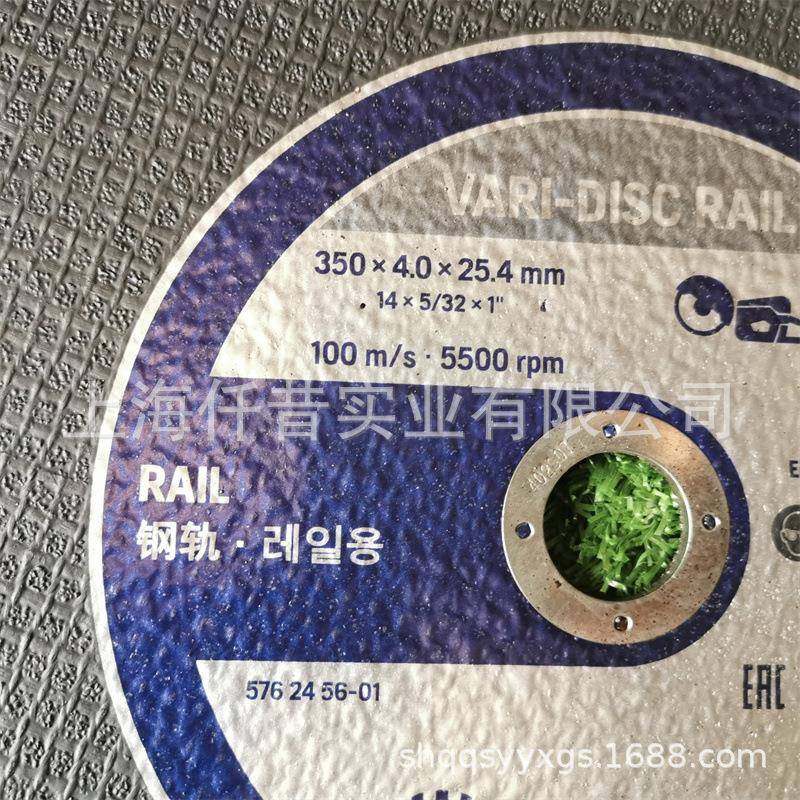 VARI-DISC RAIL
350 × 4.0 × 25.4 mm
14 × 5/32 × 1"
100 m/s · 5500 rpm
上海仟昔实业有限公司
RAIL
钢轨 · 레일용
576 24 56-01
EAC
shqqsyyxgs.1688.com